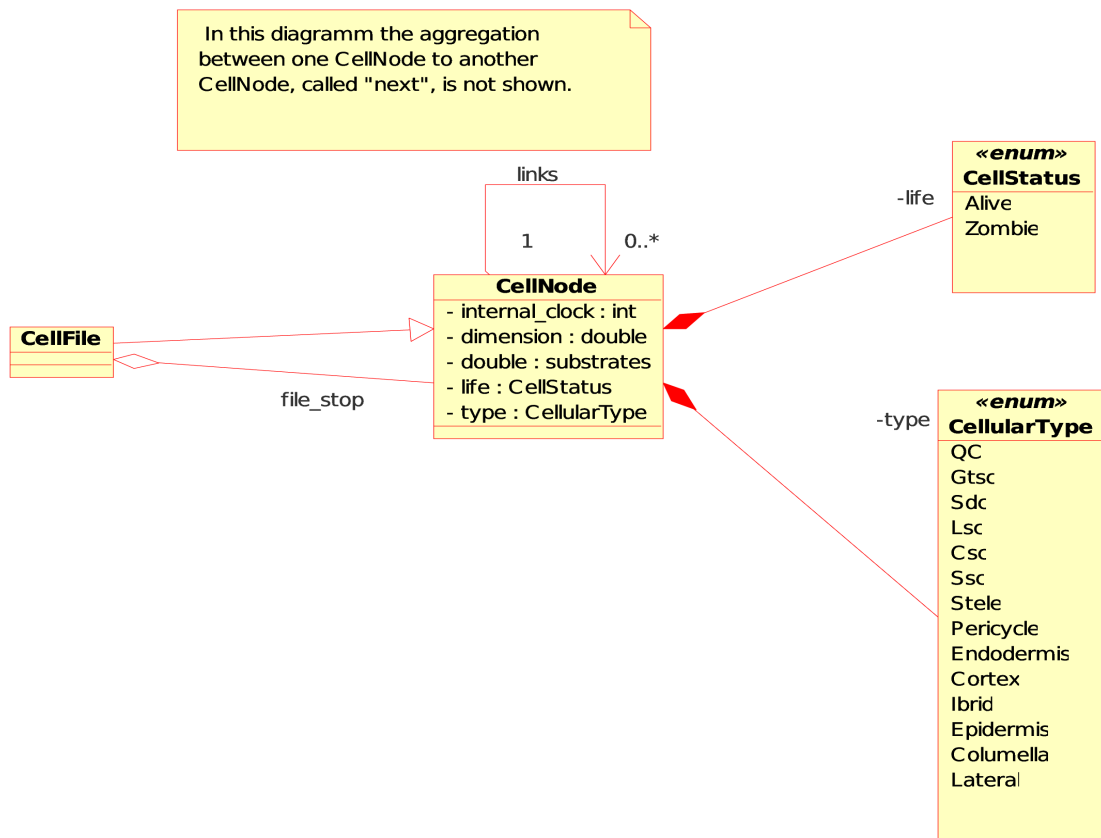 In this diagramm the aggregation
between one CellNode to another
CellNode, called "next", is not shown.
links
1
0..*
CellNode
- internal_clock : int
- dimension : double
- double : substrates
- life : CellStatus
- type : CellularType
CellFile
file_stop
-life
«enum»
CellStatus
Alive
Zombie
-type
«enum»
CellularType
QC
Gtsc
Sdc
Lsc
Csc
Ssc
Stele
Pericycle
Endodermis
Cortex
Ibrid
Epidermis
Columella
Lateral